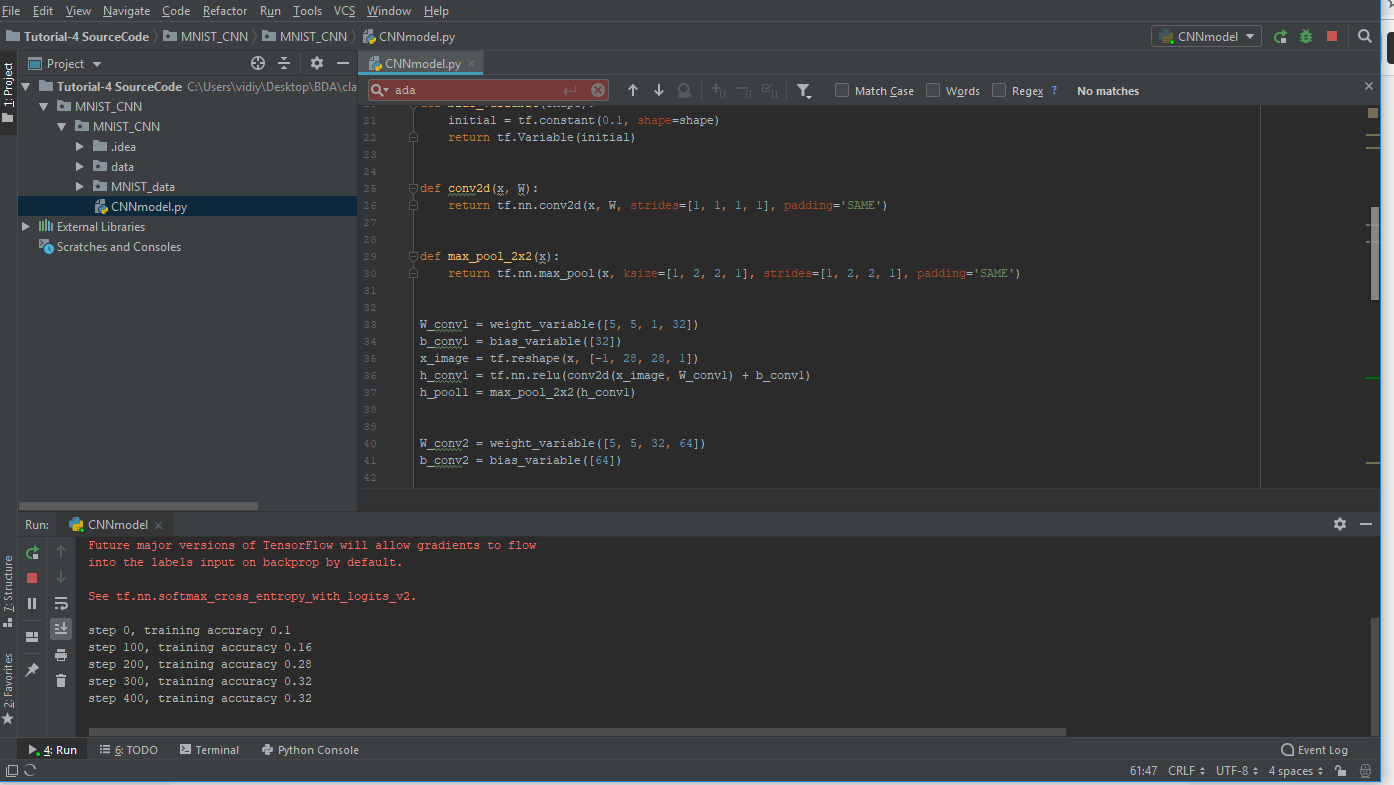 File Edit View Navigate Code Refactor Run Tools VCS Window Help
Tutorial-4 SourceCode MNIST_CNN MNIST_CNN CNNmodel.py CNNmodel
Project CNNmodel.py
1: Project
Tutorial-4 SourceCode C:\Users\vidiy\Desktop\BDA\cla
MNIST_CNN
MNIST_CNN
.idea
data
MNIST_data
CNNmodel.py
External Libraries
Scratches and Consoles
ada Match Case Words Regex ? No matches
21 initial = tf.constant(0.1, shape=shape)
22 return tf.Variable(initial)
23
24
25 def conv2d(x, W):
26 return tf.nn.conv2d(x, W, strides=[1, 1, 1, 1], padding='SAME')
27
28
29 def max_pool_2x2(x):
30 return tf.nn.max_pool(x, ksize=[1, 2, 2, 1], strides=[1, 2, 2, 1], padding='SAME')
31
32
33 W_conv1 = weight_variable([5, 5, 1, 32])
34 b_conv1 = bias_variable([32])
35 x_image = tf.reshape(x, [-1, 28, 28, 1])
36 h_conv1 = tf.nn.relu(conv2d(x_image, W_conv1) + b_conv1)
37 h_pool1 = max_pool_2x2(h_conv1)
38
39
40 W_conv2 = weight_variable([5, 5, 32, 64])
41 b_conv2 = bias_variable([64])
42
Run: CNNmodel
Future major versions of TensorFlow will allow gradients to flow
into the labels input on backprop by default.
See tf.nn.softmax_cross_entropy_with_logits_v2.
step 0, training accuracy 0.1
step 100, training accuracy 0.16
step 200, training accuracy 0.28
step 300, training accuracy 0.32
step 400, training accuracy 0.32
7: Structure
2: Favorites
4: Run 6: TODO Terminal Python Console Event Log
61:47 CRLF UTF-8 4 spaces